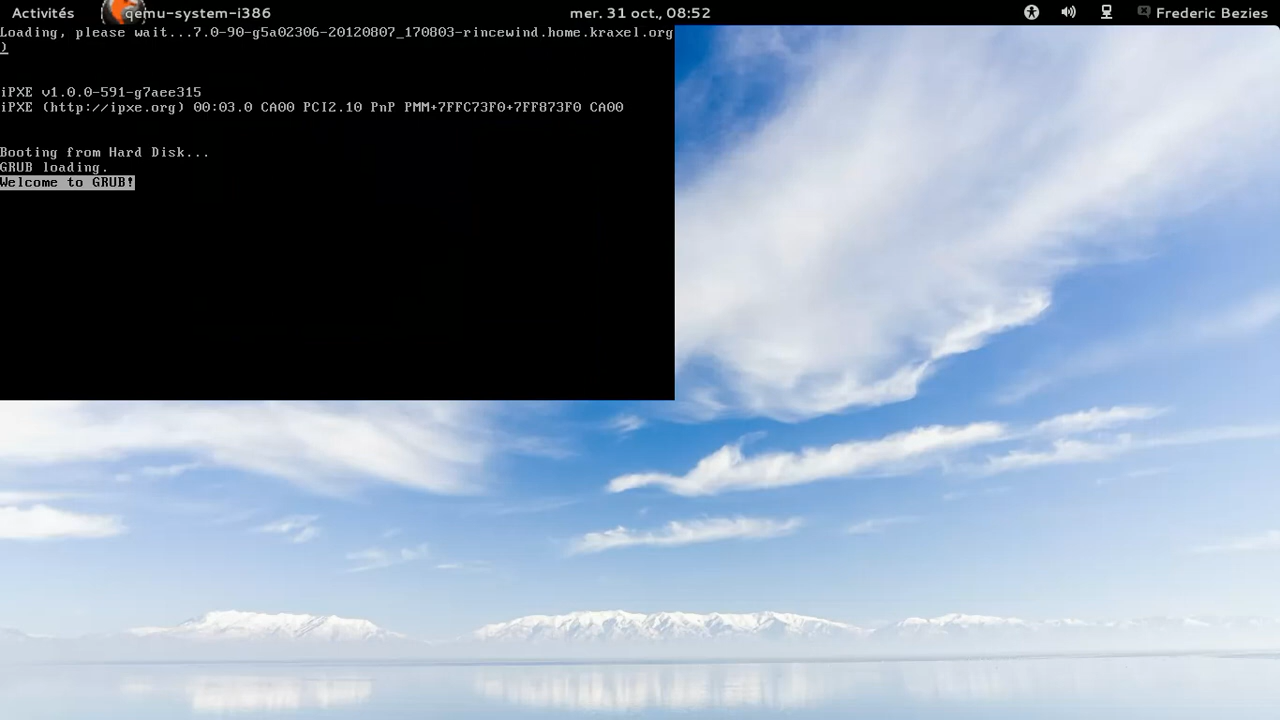 Activités qemu-system-i386 mer. 31 oct., 08:52 Frederic Bezies
Loading, please wait...7.0-90-g5a02306-20120807_170803-rincewind.home.kraxel.org
)
iPXE v1.0.0-591-g7aee315
iPXE (http://ipxe.org) 00:03.0 CA00 PCI2.10 PnP PMM+7FFC73F0+7FF873F0 CA00
Booting from Hard Disk...
GRUB loading.
Welcome to GRUB!